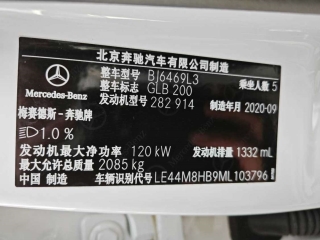 北京奔驰汽车有限公司制造
整车型号 BJ6469L3 乘坐人数 5
整车标志 GLB 200
Mercedes-Benz 发动机型号 282 914 制造年月 2020-09
梅赛德斯-奔驰牌
1.0 %
发动机最大净功率 120 kW 发动机排量 1332 mL
最大允许总质量 2085 kg
中国 制造 车辆识别代号 LE44M8HB9ML103796